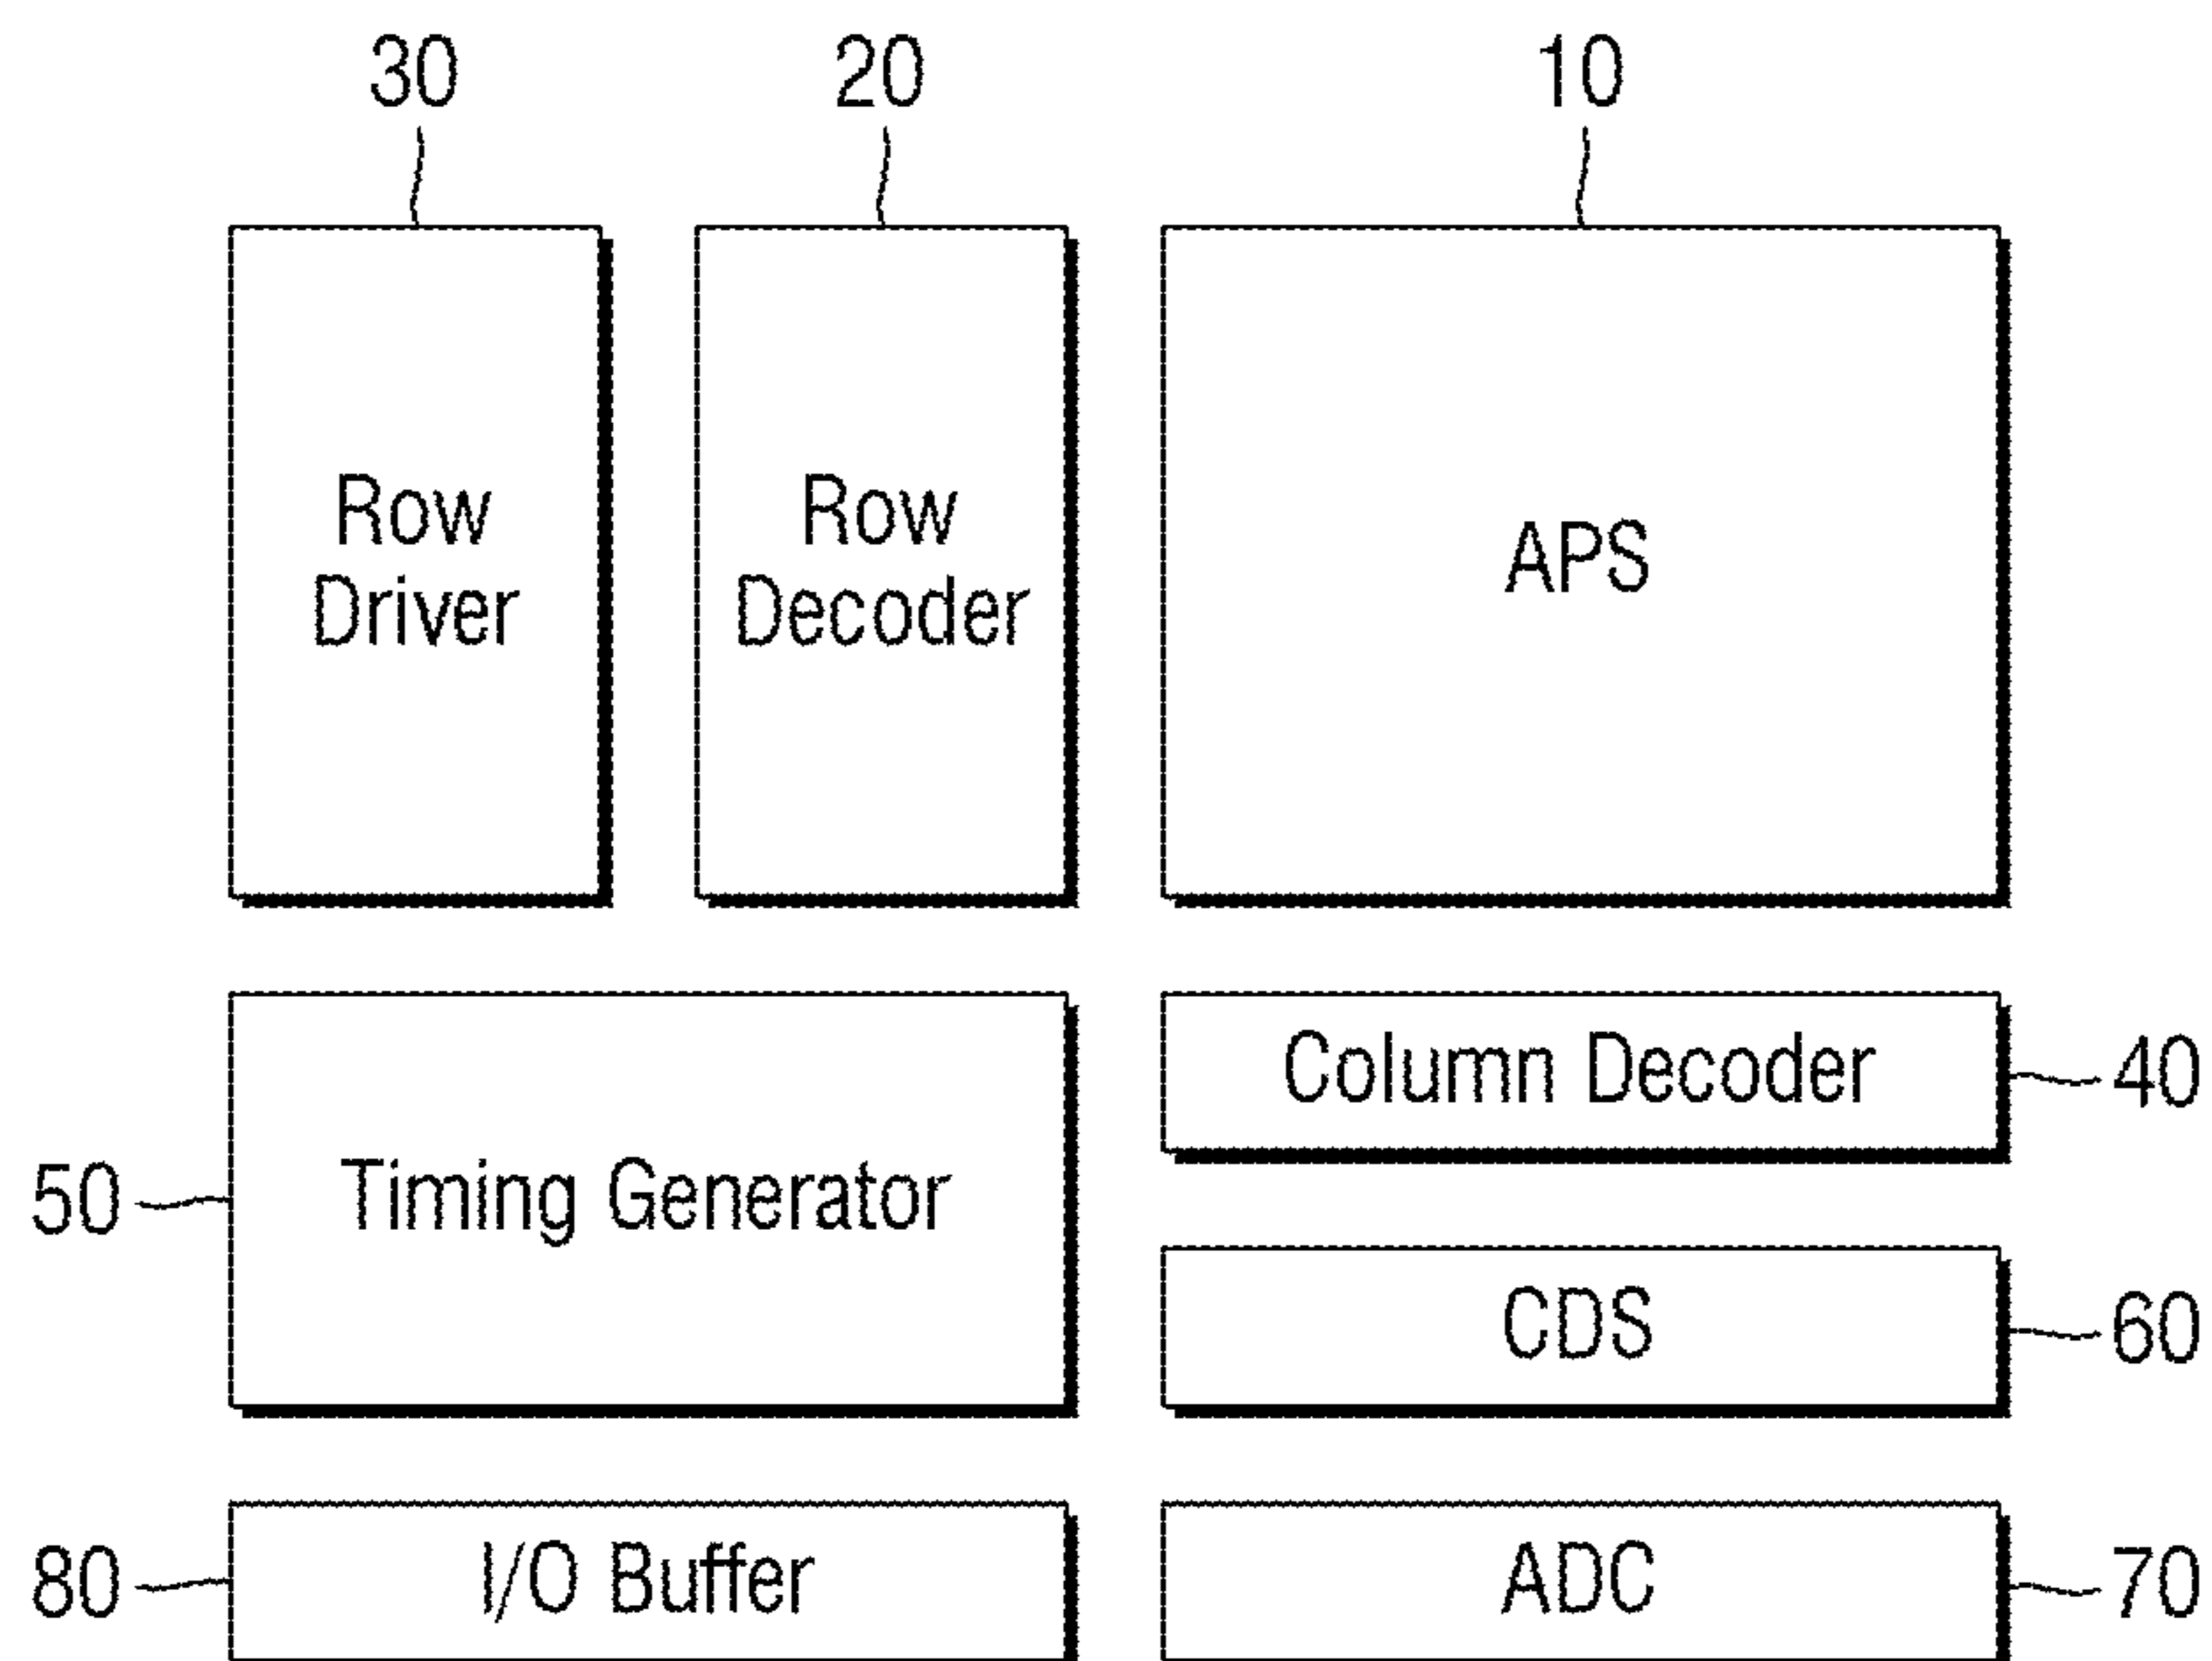 30
20
10
Row
Driver
Row
Decoder
APS
Column Decoder
40
50
Timing Generator
CDS
60
80
I/O Buffer
ADC
70